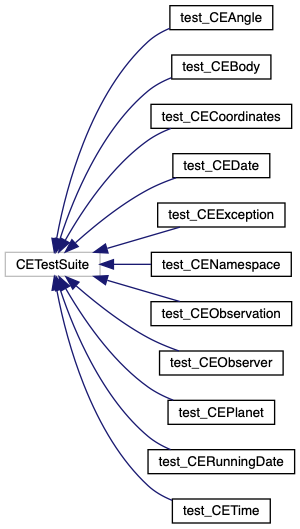 test_CEAngle
test_CEBody
test_CECoordinates
test_CEDate
test_CEException
CETestSuite
test_CENamespace
test_CEObservation
test_CEObserver
test_CEPlanet
test_CERunningDate
test_CETime